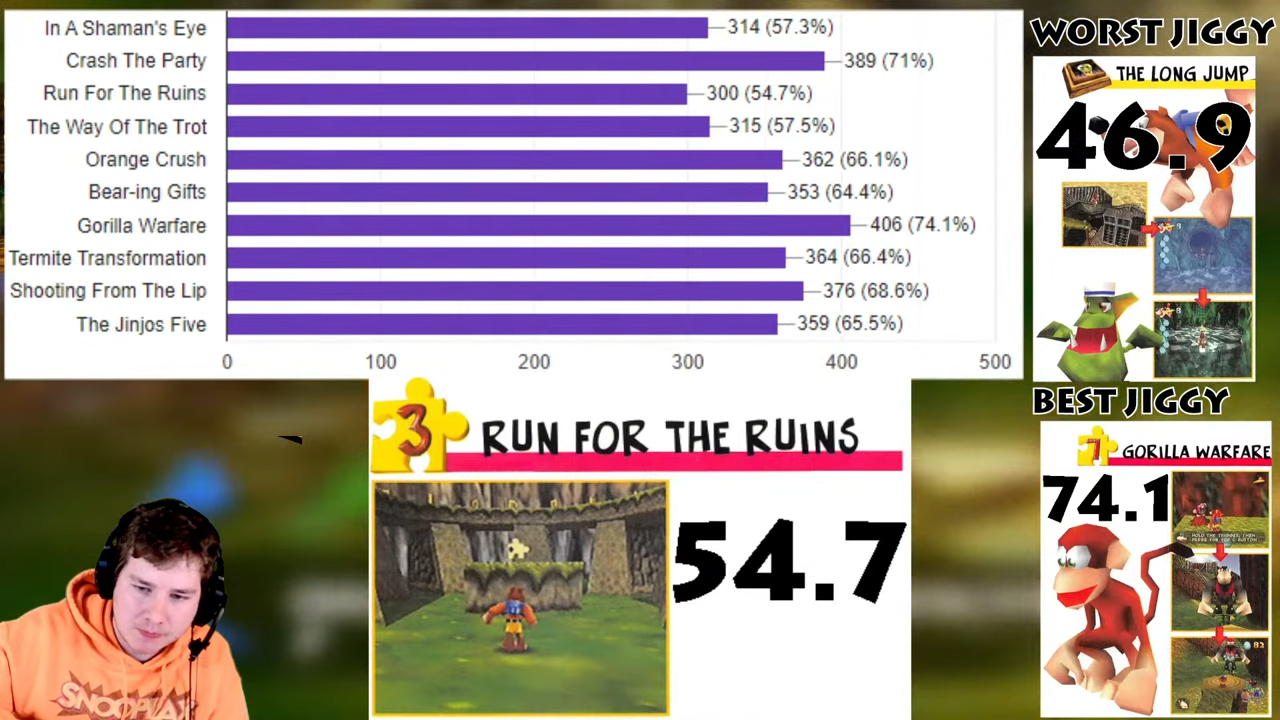 In A Shaman's Eye 314 (57.3%)
Crash The Party 389 (71%)
Run For The Ruins 300 (54.7%)
The Way Of The Trot 315 (57.5%)
Orange Crush 362 (66.1%)
Bear-ing Gifts 353 (64.4%)
Gorilla Warfare 406 (74.1%)
Termite Transformation 364 (66.4%)
Shooting From The Lip 376 (68.6%)
The Jinjos Five 359 (65.5%)
0 100 200 300 400 500
WORST JIGGY
THE LONG JUMP
46.9
3 RUN FOR THE RUINS
54.7
BEST JIGGY
7 GORILLA WARFARE
74.1